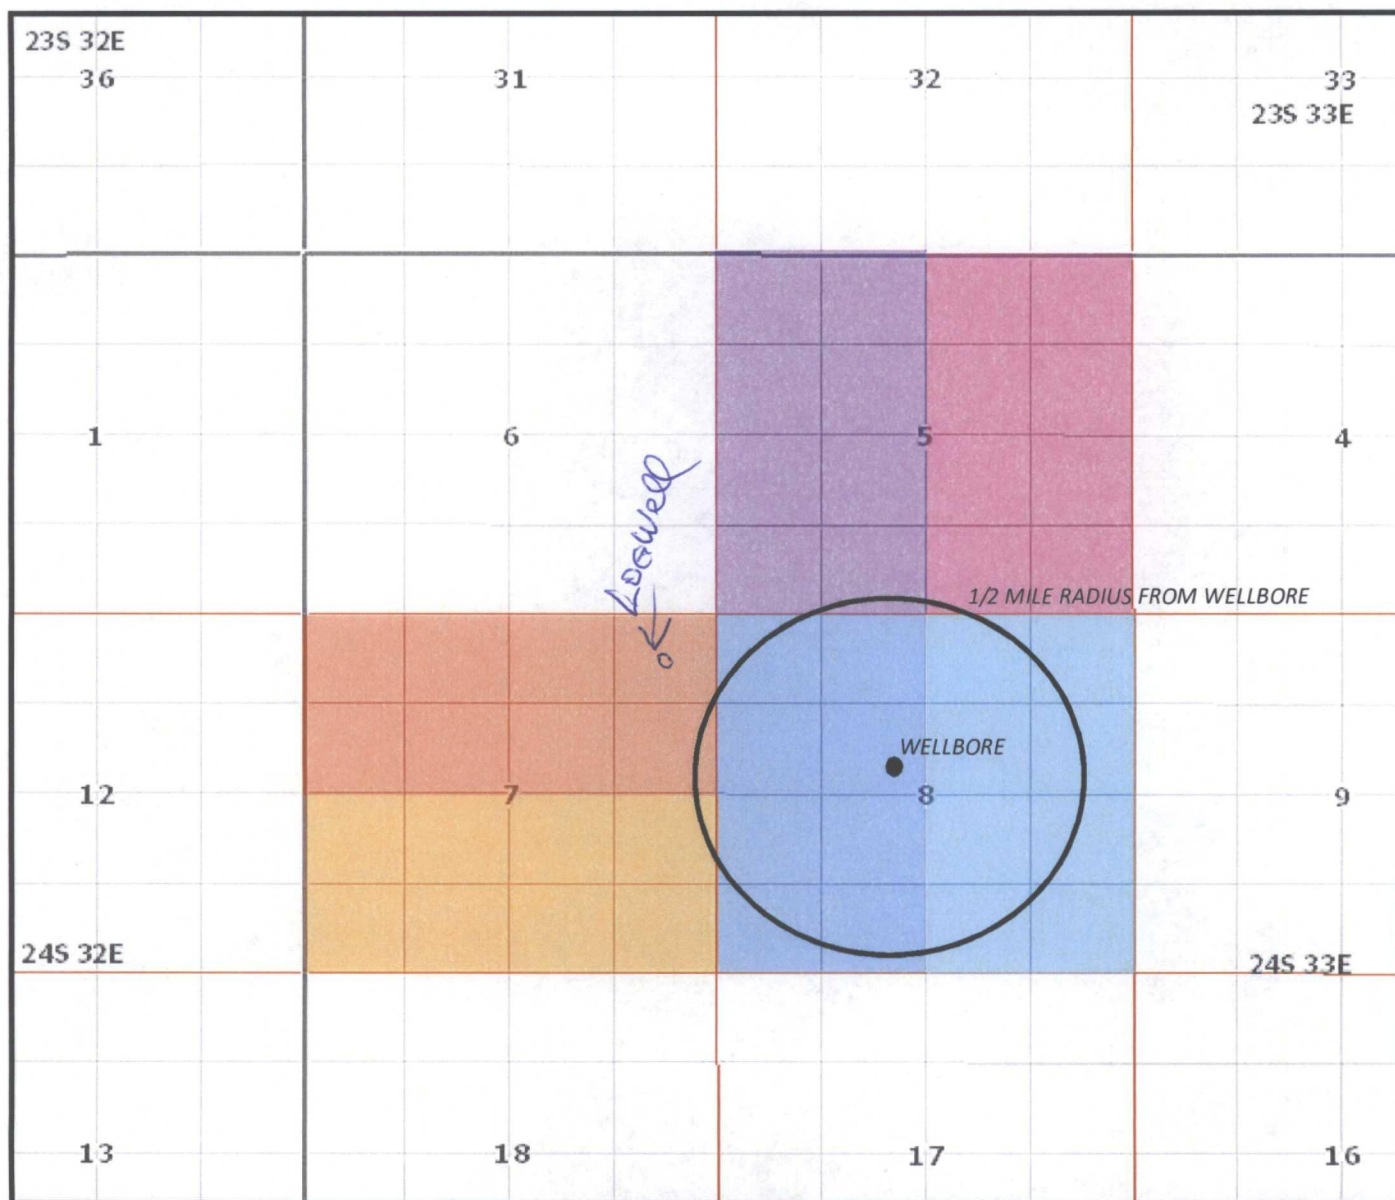 23S 32E
36 31 32 33
23S 33E
1 6 5 4
1/2 MILE RADIUS FROM WELLBORE
WELLBORE
12 7 8 9
24S 32E 24S 33E
13 18 17 16